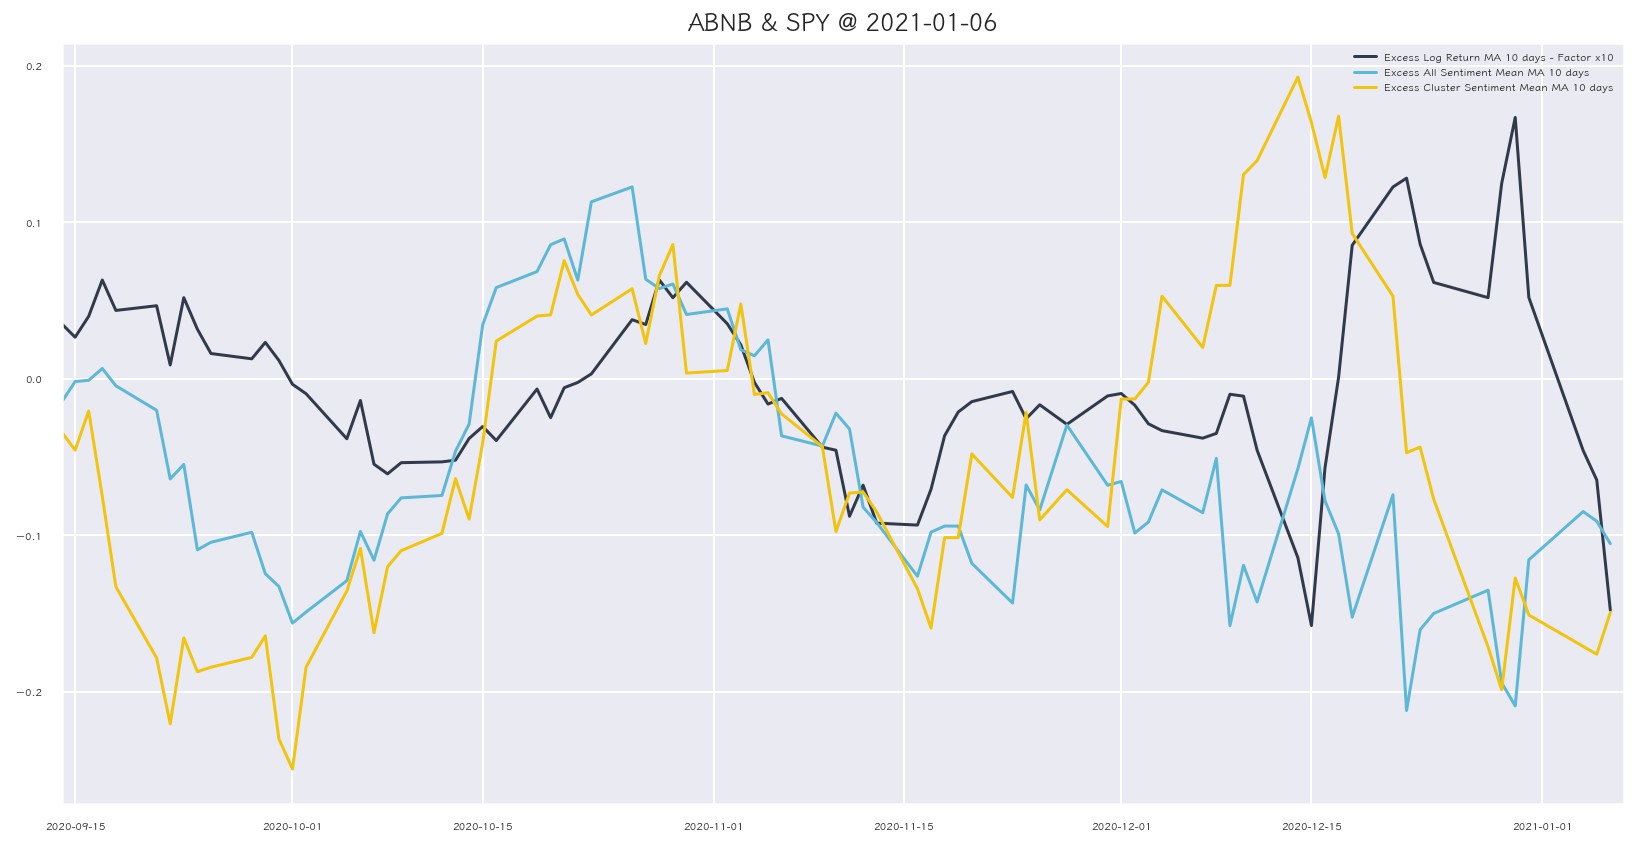 ABNB & SPY @ 2021-01-06
Excess Log Return MA 10 days - Factor x10
Excess All Sentiment Mean MA 10 days
Excess Cluster Sentiment Mean MA 10 days
0.2
0.1
0.0
−0.1
−0.2
2020-09-15 2020-10-01 2020-10-15 2020-11-01 2020-11-15 2020-12-01 2020-12-15 2021-01-01